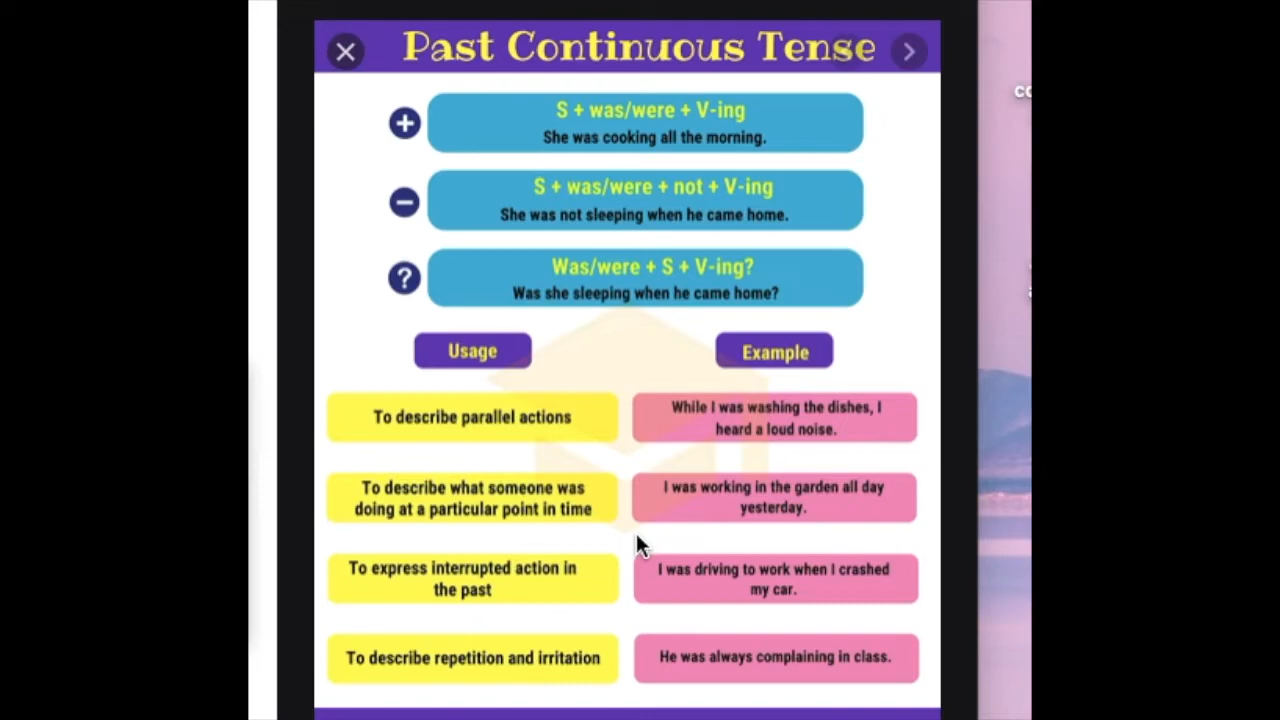 Past Continuous Tense
S + was/were + V-ing
She was cooking all the morning.
S + was/were + not + V-ing
She was not sleeping when he came home.
Was/were + S + V-ing?
Was she sleeping when he came home?
Usage
Example
To describe parallel actions
While I was washing the dishes, I
heard a loud noise.
To describe what someone was
doing at a particular point in time
I was working in the garden all day
yesterday.
To express interrupted action in
the past
I was driving to work when I crashed
my car.
To describe repetition and irritation
He was always complaining in class.